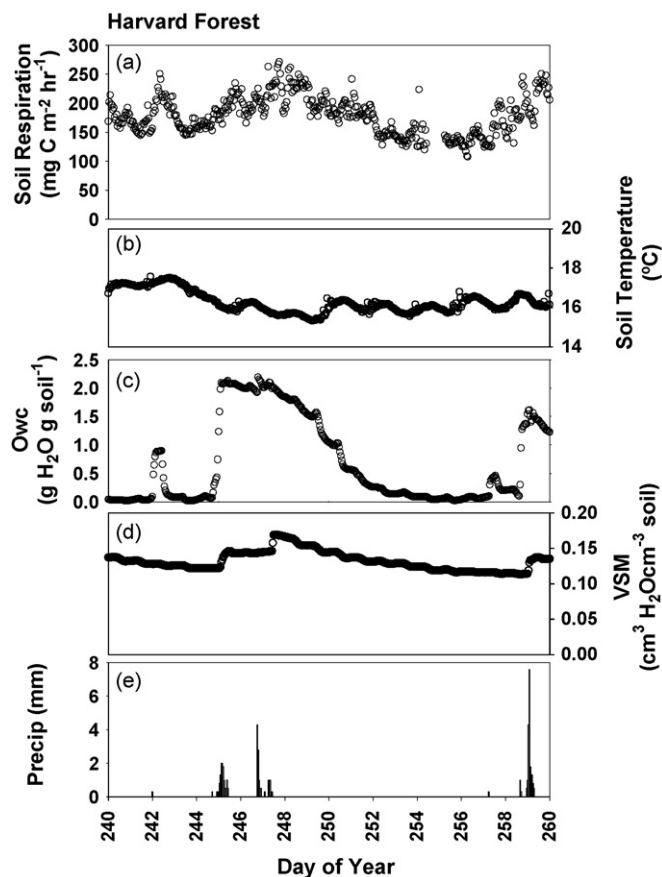 Harvard Forest
(a)
Soil Respiration
(mg C m⁻² hr⁻¹)
300
250
200
150
100
50
0
(b)
20
18
16
14
Soil Temperature
(ºC)
(c)
Owc
(g H₂O g soil⁻¹)
2.5
2.0
1.5
1.0
0.5
0.0
(d)
0.20
0.15
0.10
0.05
0.00
VSM
(cm³ H₂Ocm⁻³ soil)
(e)
Precip (mm)
8
6
4
2
0
240
242
244
246
248
250
252
254
256
258
260
Day of Year